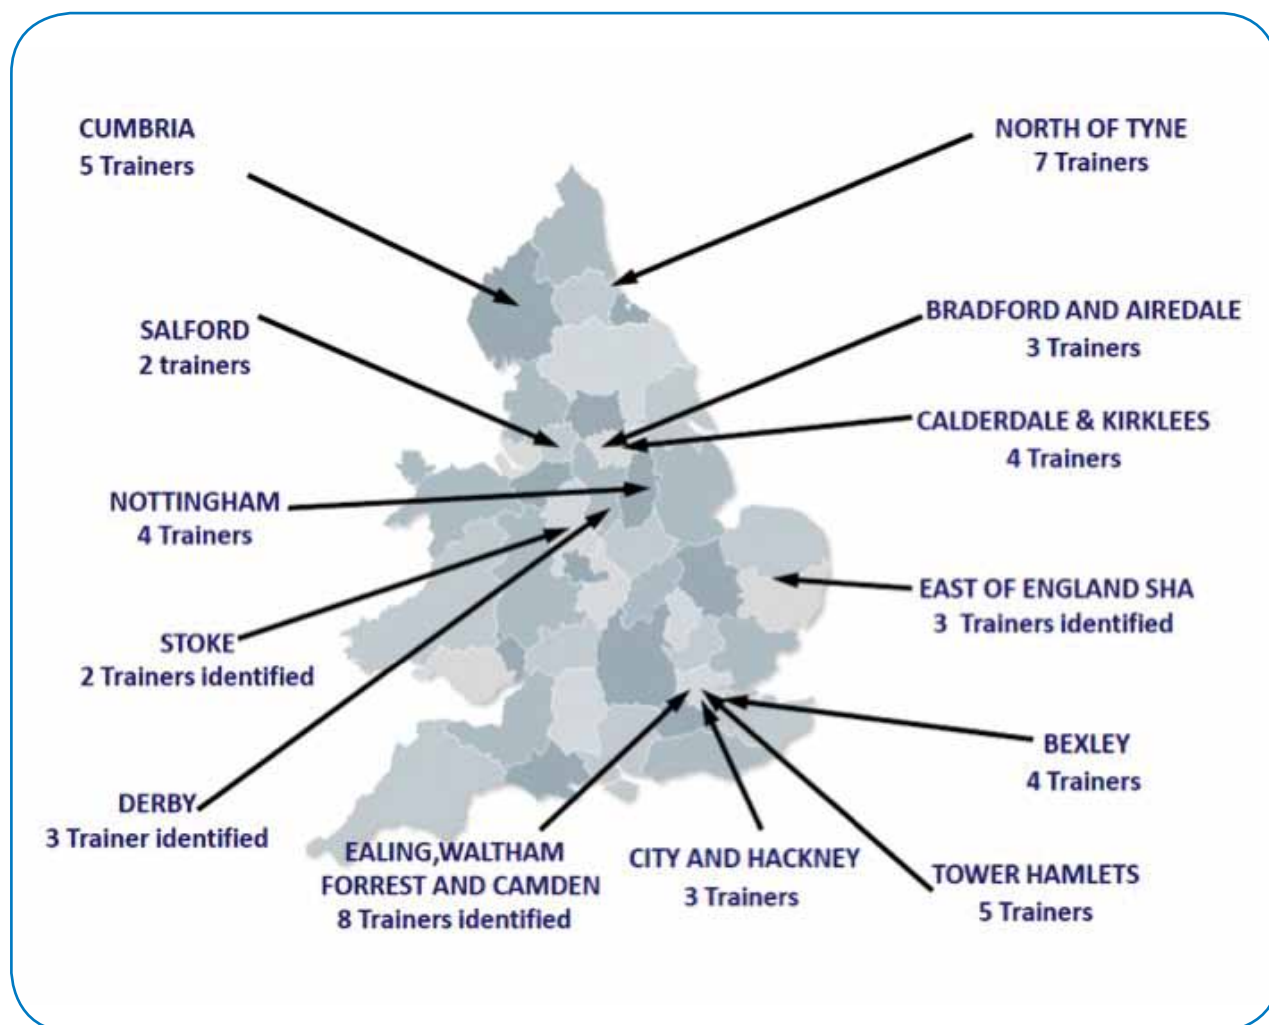 CUMBRIA
5 Trainers
NORTH OF TYNE
7 Trainers
SALFORD
2 trainers
BRADFORD AND AIREDALE
3 Trainers
CALDERDALE & KIRKLEES
4 Trainers
NOTTINGHAM
4 Trainers
EAST OF ENGLAND SHA
3 Trainers identified
STOKE
2 Trainers identified
BEXLEY
4 Trainers
DERBY
3 Trainer identified
EALING,WALTHAM
FORREST AND CAMDEN
8 Trainers identified
CITY AND HACKNEY
3 Trainers
TOWER HAMLETS
5 Trainers